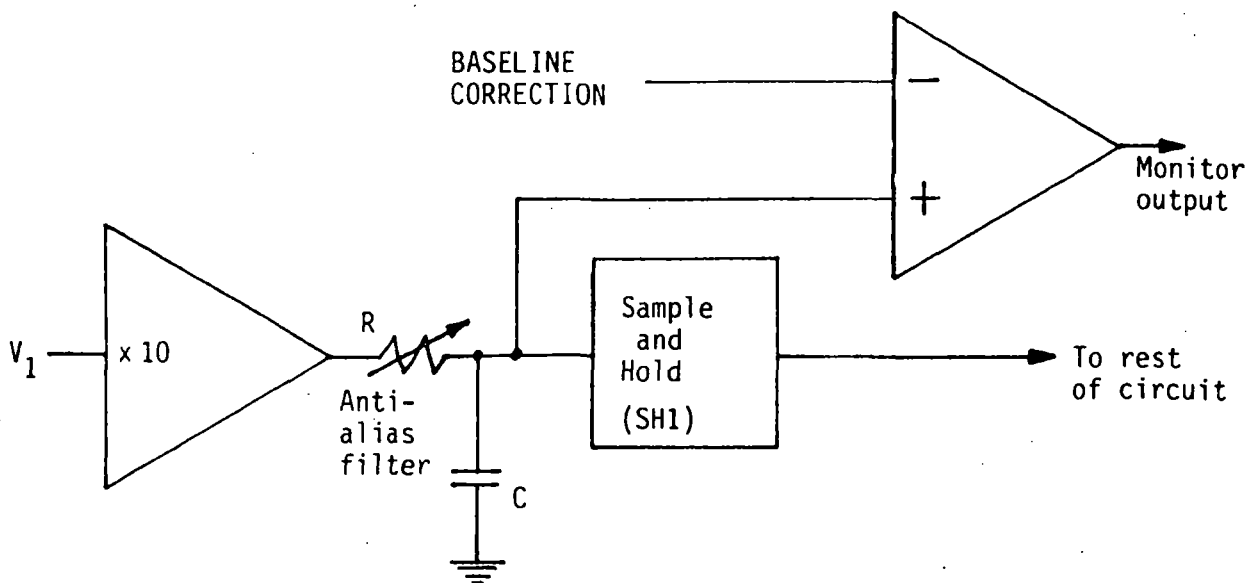 BASELINE
CORRECTION
−
+
Monitor
output
V1
× 10
R
Anti-
alias
filter
C
Sample
and
Hold
(SH1)
To rest
of circuit